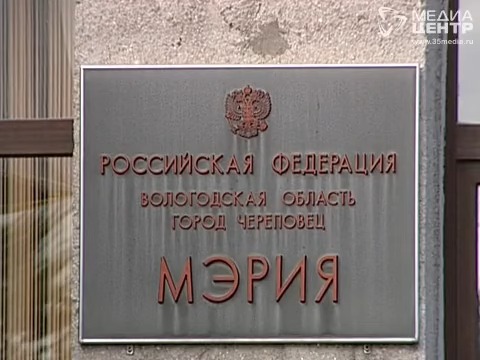 МЕДИА
ЦЕНТР
www.35media.ru
РОССИЙСКАЯ ФЕДЕРАЦИЯ
ВОЛОГОДСКАЯ ОБЛАСТЬ
ГОРОД ЧЕРЕПОВЕЦ
МЭРИЯ